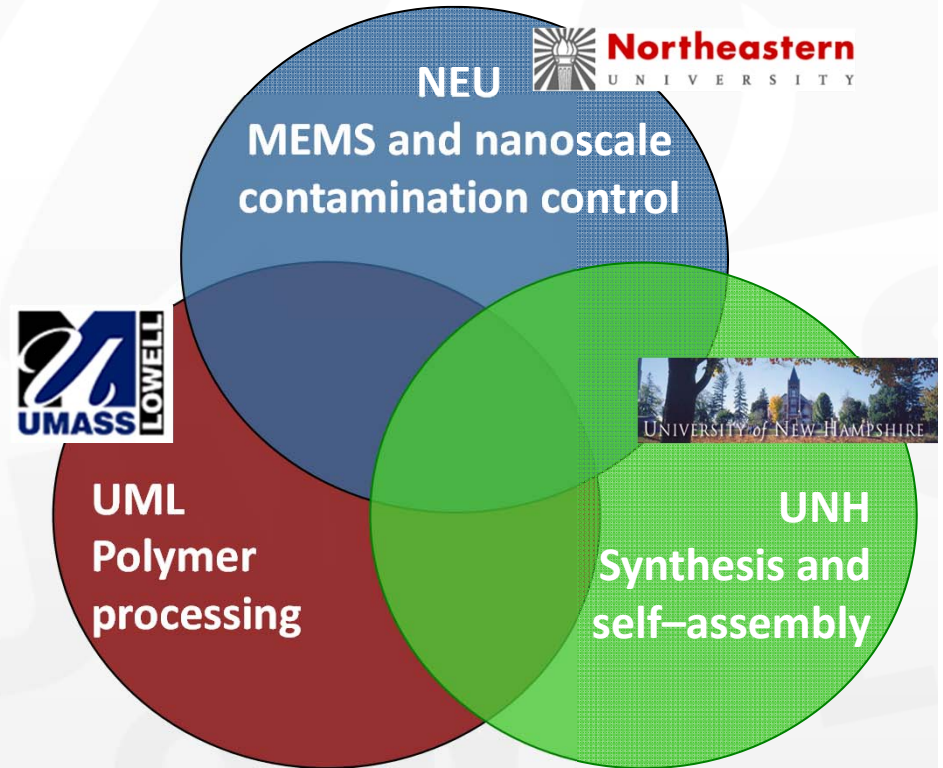 Northeastern
UNIVERSITY
NEU
MEMS and nanoscale
contamination control
UMASS
LOWELL
UNIVERSITY of NEW HAMPSHIRE
UML
Polymer
processing
UNH
Synthesis and
self–assembly